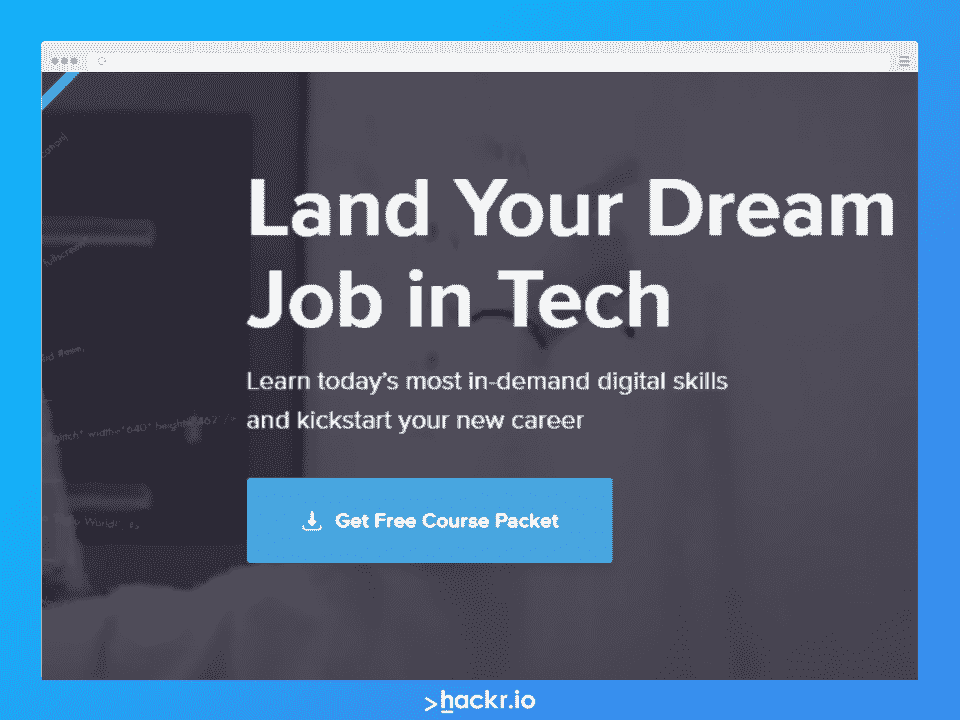 Land Your Dream
Job in Tech
Learn today's most in-demand digital skills
and kickstart your new career
Get Free Course Packet
>hackr.io